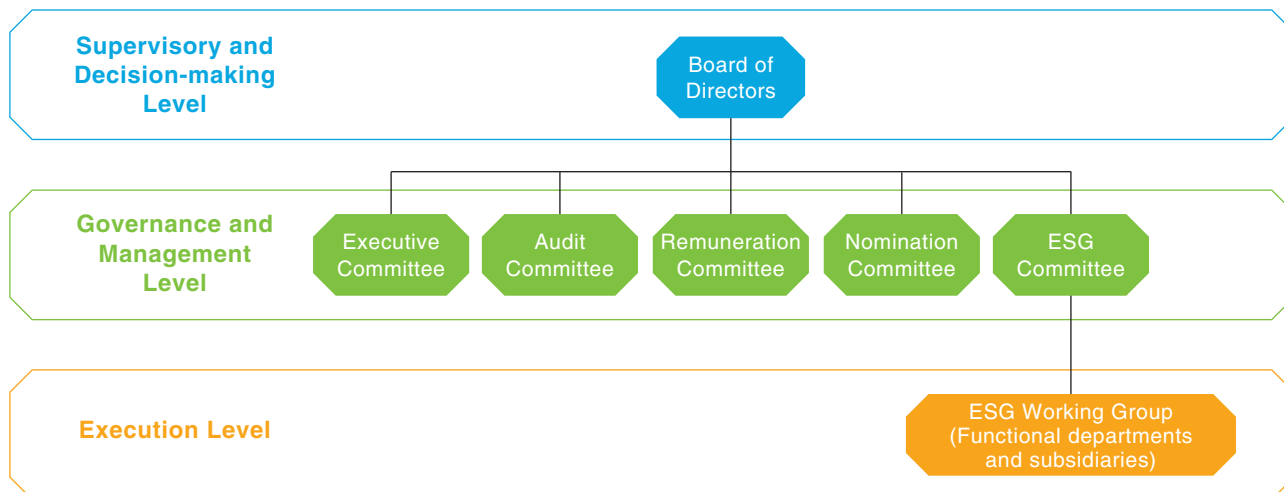 Supervisory and
Decision-making
Level
Board of
Directors
Governance and
Management
Level
Executive
Committee
Audit
Committee
Remuneration
Committee
Nomination
Committee
ESG
Committee
Execution Level
ESG Working Group
(Functional departments
and subsidiaries)